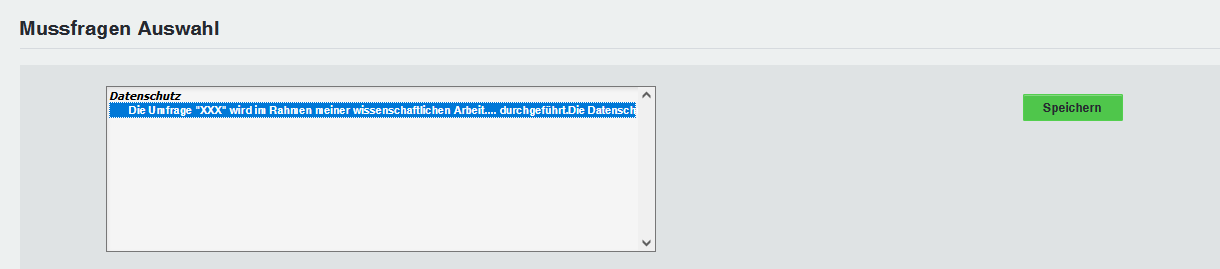 Mussfragen Auswahl
Datenschutz
Die Umfrage "XXX" wird im Rahmen meiner wissenschaftlichen Arbeit.... durchgeführt.Die Datensch
Speichern